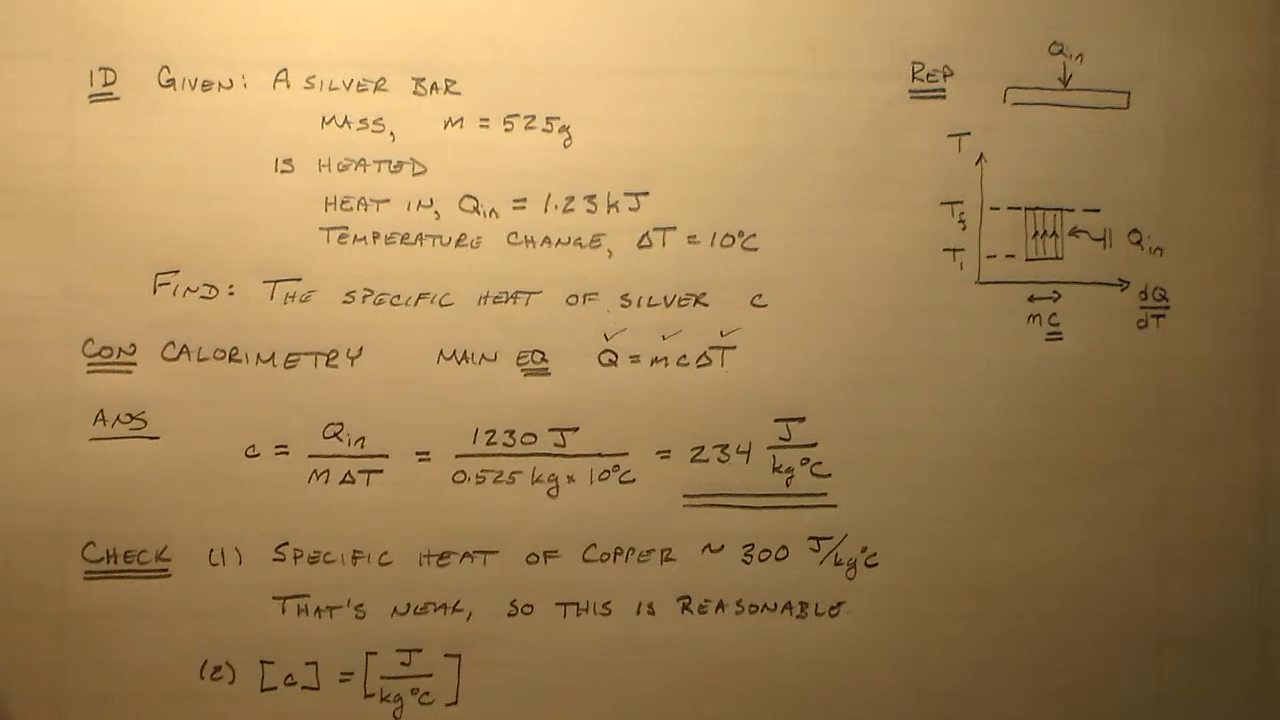 ID GIVEN: A SILVER BAR
MASS, m = 525g
IS HEATED
HEAT IN, Qin = 1.23kJ
TEMPERATURE CHANGE, ΔT = 10°C
FIND: THE SPECIFIC HEAT OF SILVER c
CON CALORIMETRY MAIN EQ Q = mcΔT
ANS
c = Qin / MΔT = 1230 J / 0.525 kg x 10°C = 234 J / kg°C
CHECK (1) SPECIFIC HEAT OF COPPER ~ 300 J/kg°C
THAT'S NEAR, SO THIS IS REASONABLE.
(2) [c] = [J / kg°C]
REP
Qin
T
Tf
Qin
Ti
mc
dQ / dT